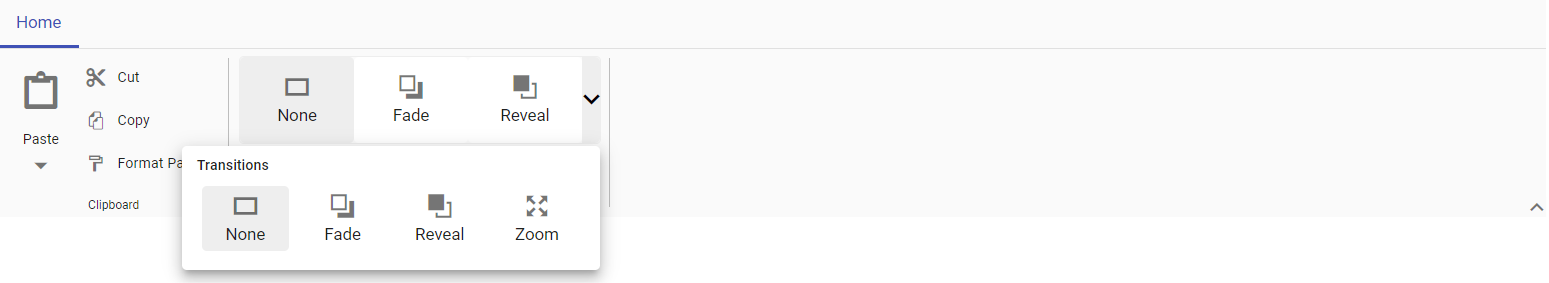 Home
Paste
Cut
Copy
Format Pa
Clipboard
None
Fade
Reveal
Transitions
None
Fade
Reveal
Zoom